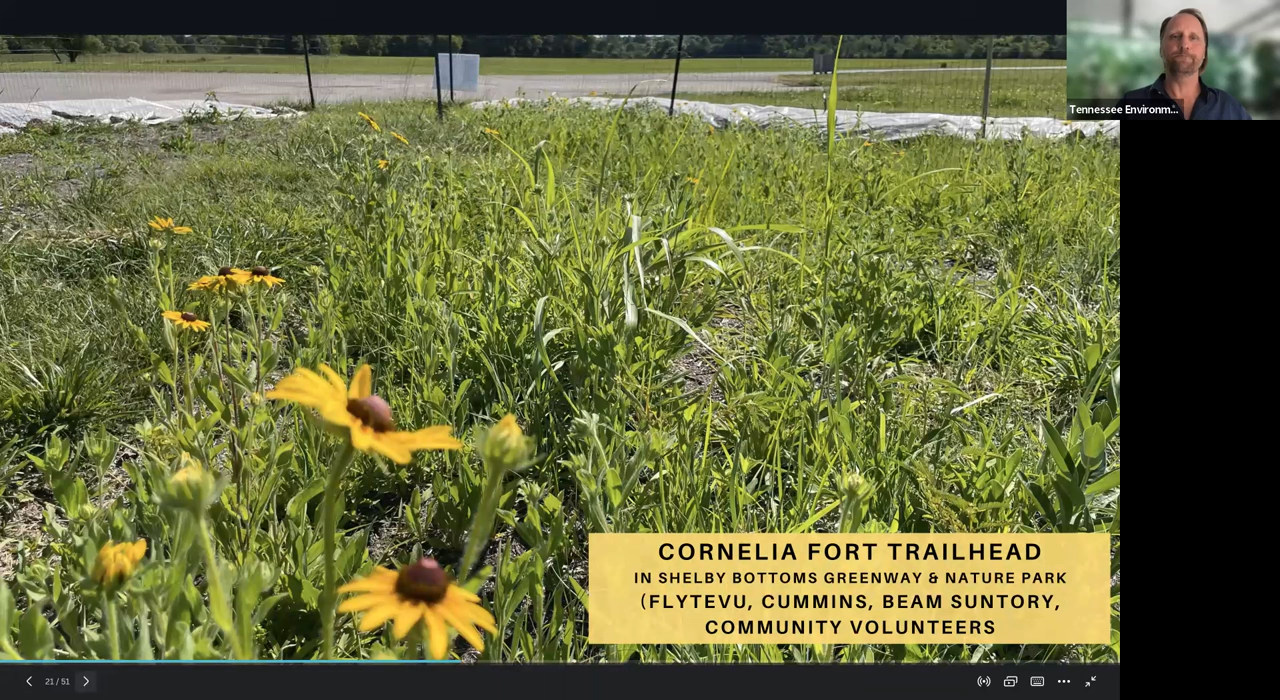 Tennessee Environm...
CORNELIA FORT TRAILHEAD
IN SHELBY BOTTOMS GREENWAY & NATURE PARK
(FLYTEVU, CUMMINS, BEAM SUNTORY,
COMMUNITY VOLUNTEERS
21 / 51